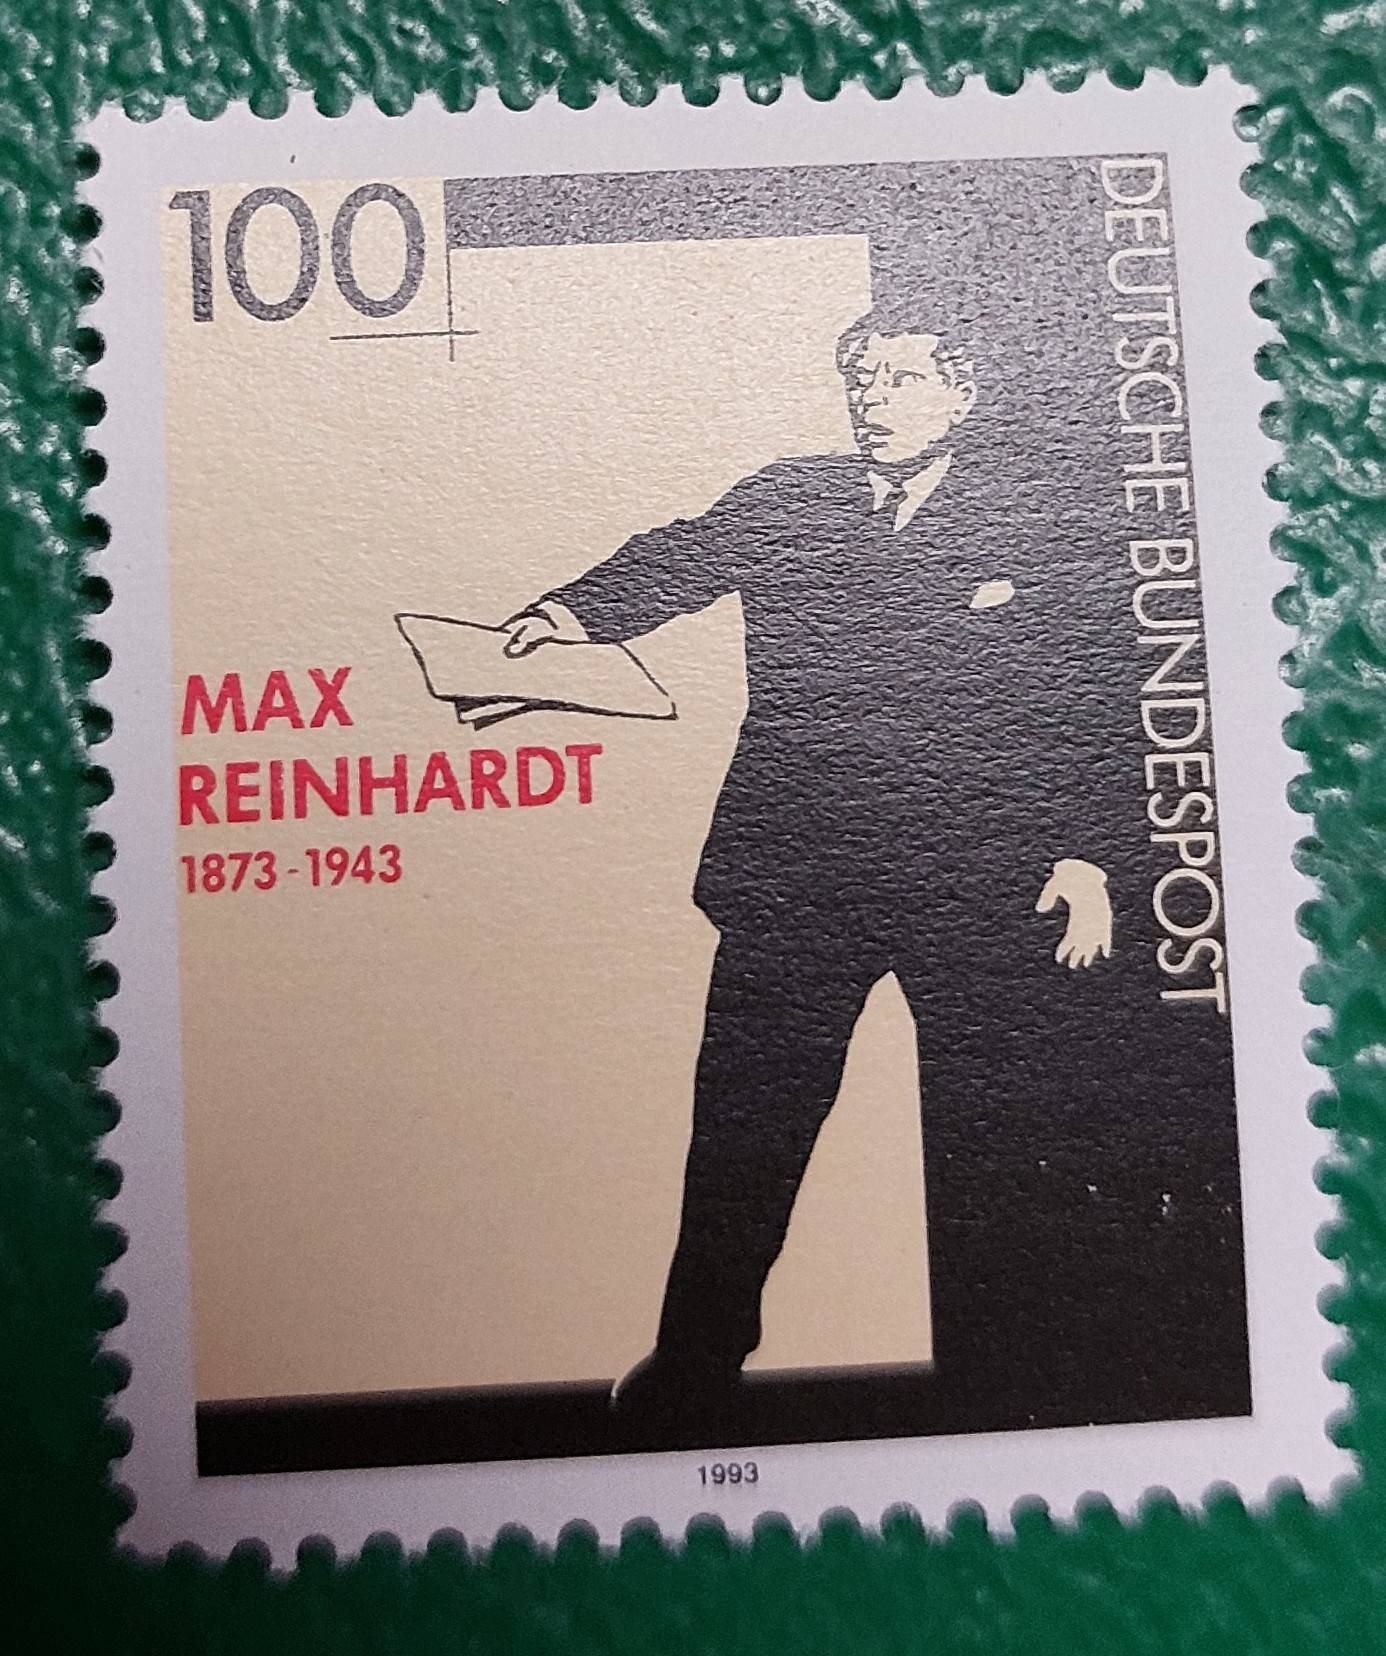 100
DEUTSCHE BUNDESPOST
MAX
REINHARDT
1873-1943
1993